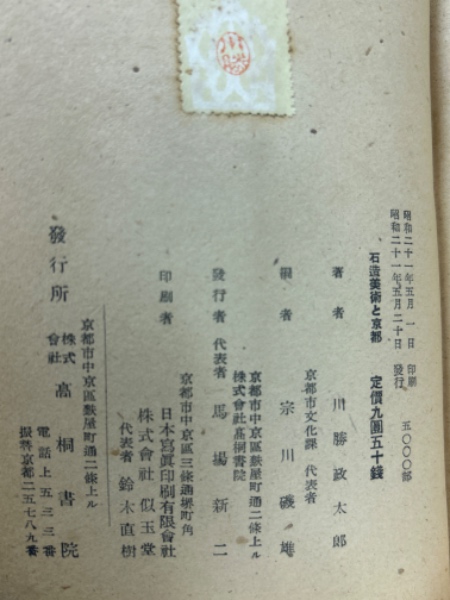 昭和二十一年五月一日 印刷
昭和二十一年五月二十日 發行
五〇〇〇部
石造美術と京都 定價九圓五十錢
著者 川勝政太郎
京都市文化課 代表者
編者 宗川磯雄
京都市中京區麩屋町通二條上ル
株式會社高桐書院
發行者 代表者 馬場新二
京都市中京區三條通堺町角
日本寫眞印刷有限會社
印刷者 株式會社 似玉堂
代表者 鈴木直樹
京都市中京區麩屋町通二條上ル
發行所 株式會社 高桐書院
電話上五三三番
振替京都二五七八九番
川勝